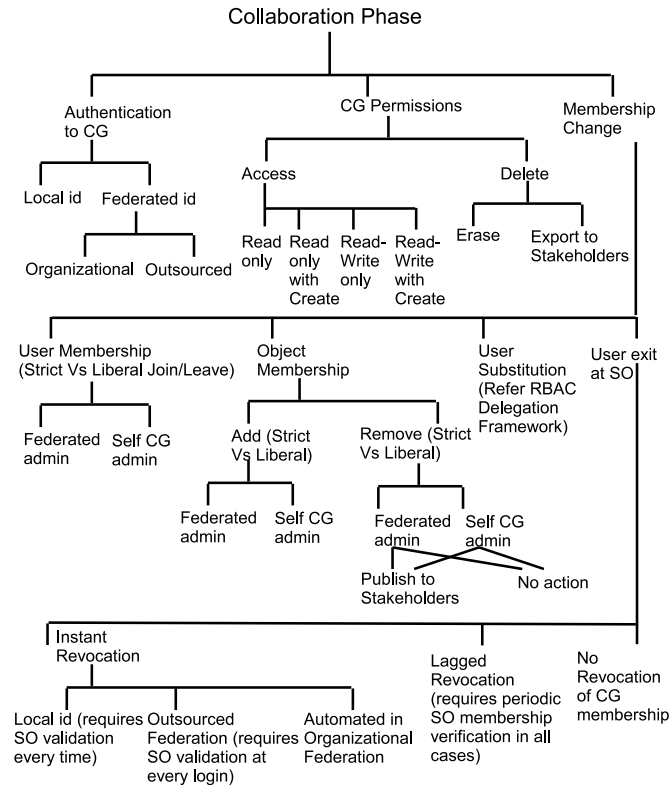 Collaboration Phase
Authentication
to CG
CG Permissions
Membership
Change
Local id
Federated id
Access
Delete
Organizational
Outsourced
Read
only
Read
only
with
Create
Read-
Write
only
Read-
Write
with
Create
Erase
Export to
Stakeholders
User Membership
(Strict Vs Liberal Join/Leave)
Object
Membership
User
Substitution
(Refer RBAC
Delegation
Framework)
User exit
at SO
Federated
admin
Self CG
admin
Add (Strict
Vs Liberal)
Remove (Strict
Vs Liberal)
Federated
admin
Self CG
admin
Federated
admin
Self CG
admin
Publish to
Stakeholders
No action
Instant
Revocation
Lagged
Revocation
(requires periodic
SO membership
verification in all
cases)
No
Revocation
of CG
membership
Local id (requires
SO validation
every time)
Outsourced
Federation (requires
SO validation at
every login)
Automated in
Organizational
Federation